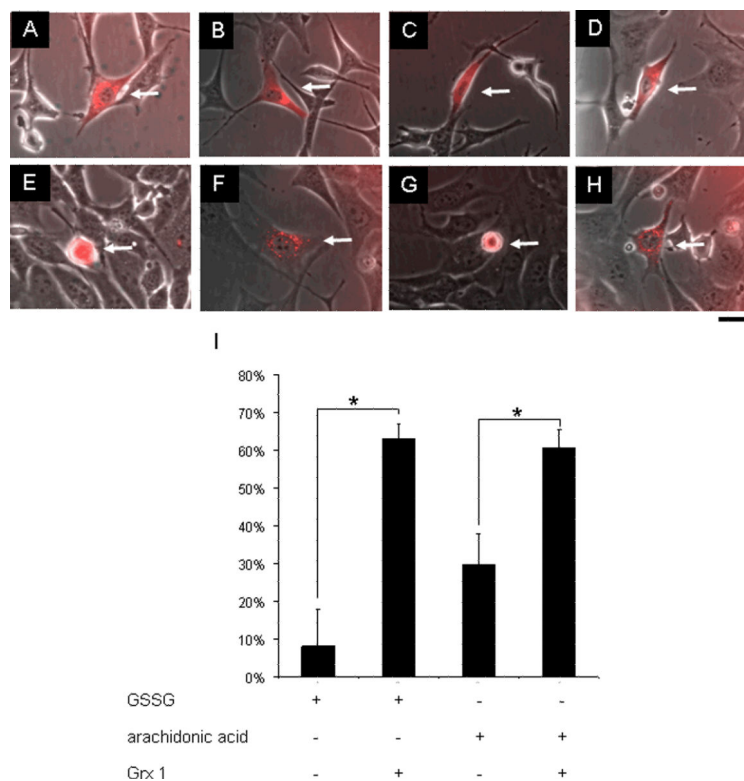 A B C D
E F G H
I
80%
* *
70%
60%
50%
40%
30%
20%
10%
0%
GSSG + + - -
arachidonic acid - - + +
Grx 1 - + - +